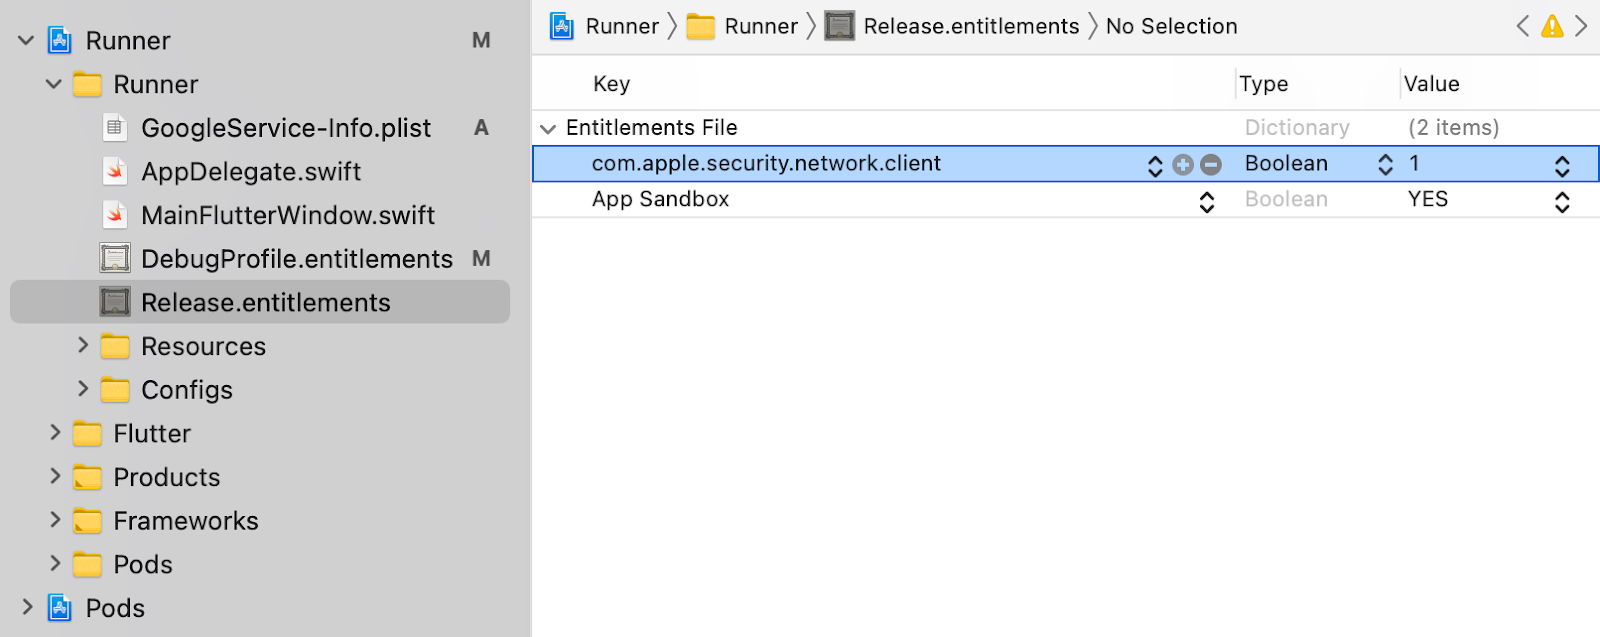 Runner M
Runner
GoogleService-Info.plist A
AppDelegate.swift
MainFlutterWindow.swift
DebugProfile.entitlements M
Release.entitlements
Resources
Configs
Flutter
Products
Frameworks
Pods
Pods
Runner Runner Release.entitlements No Selection
Key Type Value
Entitlements File Dictionary (2 items)
com.apple.security.network.client Boolean 1
App Sandbox Boolean YES